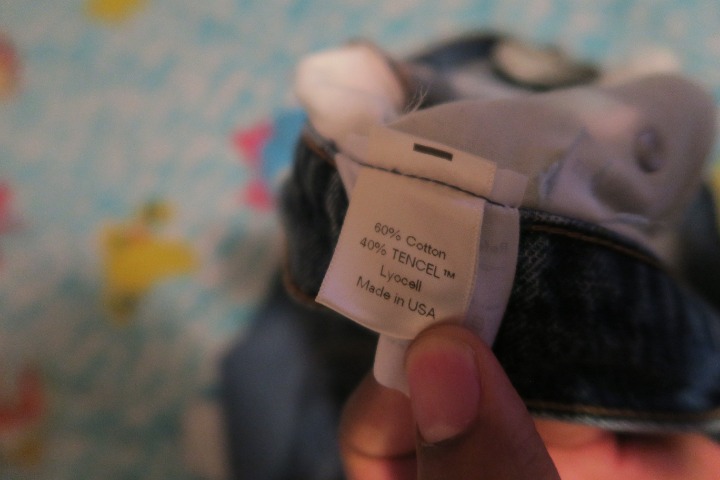 60% Cotton
40% TENCEL™
Lyocell
Made in USA